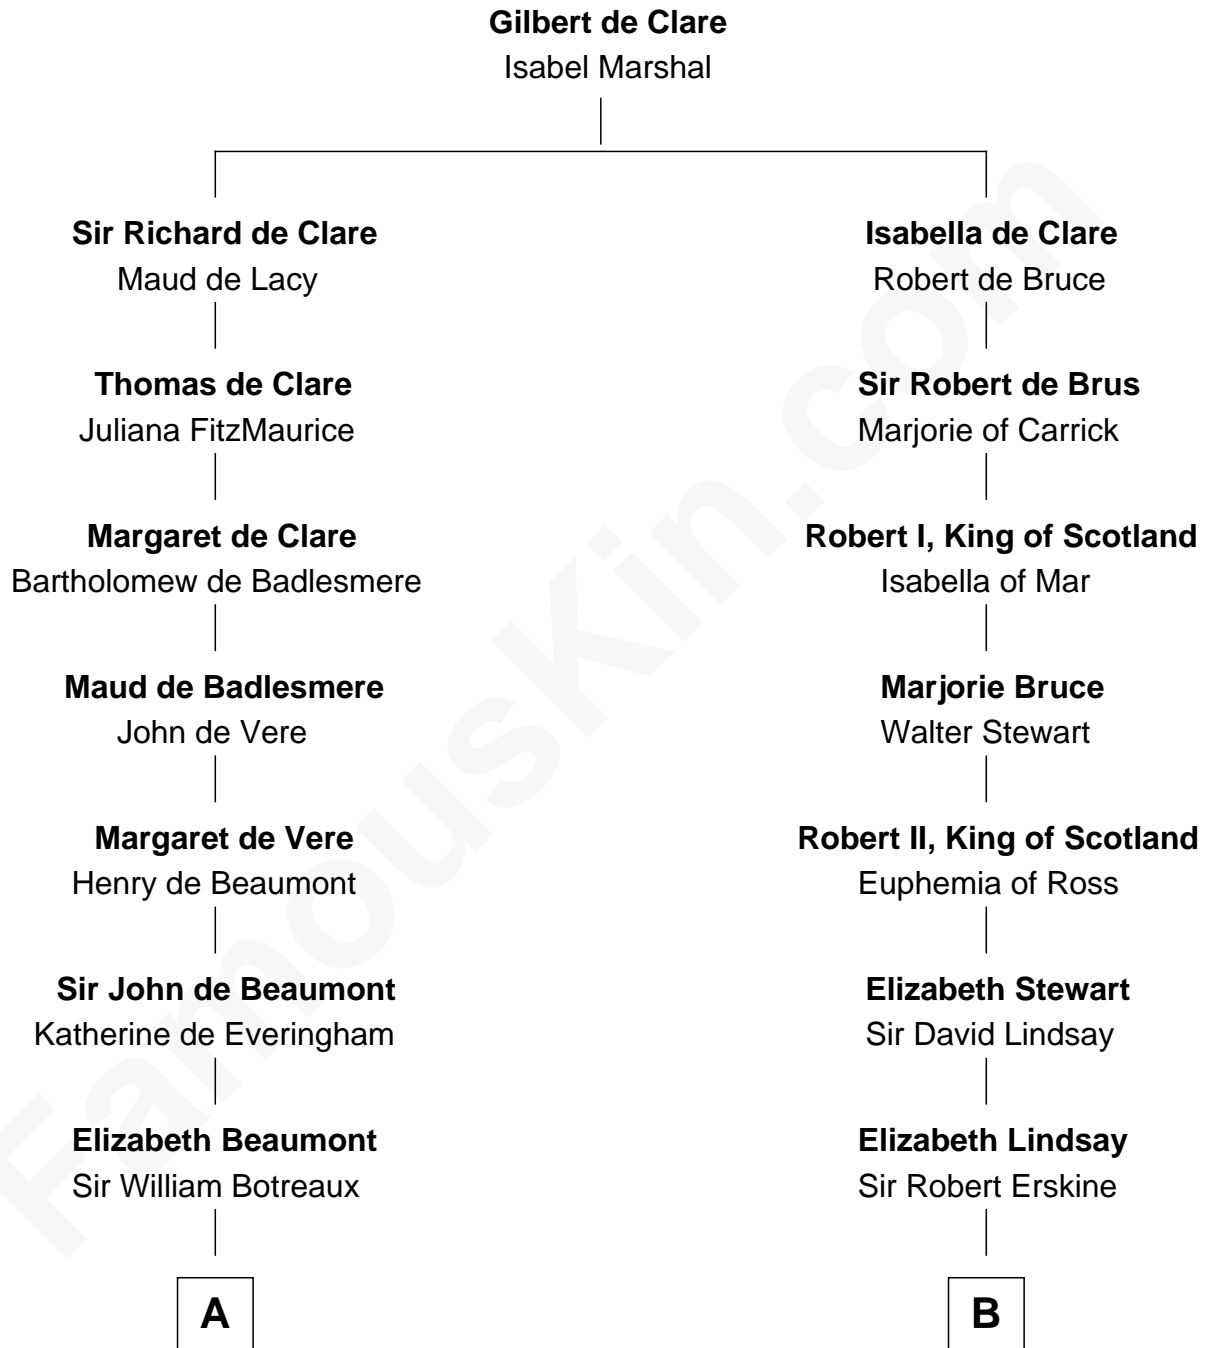 Gilbert de Clare
Isabel Marshal
Sir Richard de Clare
Maud de Lacy
Thomas de Clare
Juliana FitzMaurice
Margaret de Clare
Bartholomew de Badlesmere
Maud de Badlesmere
John de Vere
Margaret de Vere
Henry de Beaumont
Sir John de Beaumont
Katherine de Everingham
Elizabeth Beaumont
Sir William Botreaux
A
Isabella de Clare
Robert de Bruce
Sir Robert de Brus
Marjorie of Carrick
Robert I, King of Scotland
Isabella of Mar
Marjorie Bruce
Walter Stewart
Robert II, King of Scotland
Euphemia of Ross
Elizabeth Stewart
Sir David Lindsay
Elizabeth Lindsay
Sir Robert Erskine
B
FamousKin.com